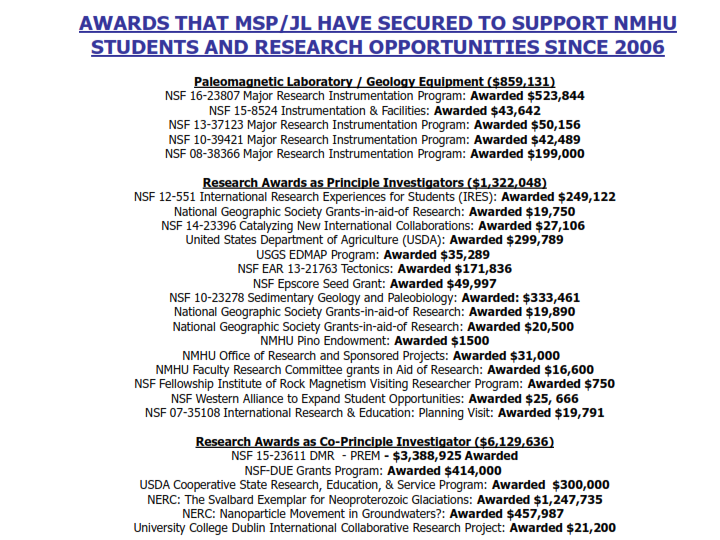 AWARDS THAT MSP/JL HAVE SECURED TO SUPPORT NMHU
STUDENTS AND RESEARCH OPPORTUNITIES SINCE 2006
Paleomagnetic Laboratory / Geology Equipment ($859,131)
NSF 16-23807 Major Research Instrumentation Program: Awarded $523,844
NSF 15-8524 Instrumentation & Facilities: Awarded $43,642
NSF 13-37123 Major Research Instrumentation Program: Awarded $50,156
NSF 10-39421 Major Research Instrumentation Program: Awarded $42,489
NSF 08-38366 Major Research Instrumentation Program: Awarded $199,000
Research Awards as Principle Investigators ($1,322,048)
NSF 12-551 International Research Experiences for Students (IRES): Awarded $249,122
National Geographic Society Grants-in-aid-of Research: Awarded $19,750
NSF 14-23396 Catalyzing New International Collaborations: Awarded $27,106
United States Department of Agriculture (USDA): Awarded $299,789
USGS EDMAP Program: Awarded $35,289
NSF EAR 13-21763 Tectonics: Awarded $171,836
NSF Epscore Seed Grant: Awarded $49,997
NSF 10-23278 Sedimentary Geology and Paleobiology: Awarded: $333,461
National Geographic Society Grants-in-aid-of Research: Awarded $19,890
National Geographic Society Grants-in-aid-of Research: Awarded $20,500
NMHU Pino Endowment: Awarded $1500
NMHU Office of Research and Sponsored Projects: Awarded $31,000
NMHU Faculty Research Committee grants in Aid of Research: Awarded $16,600
NSF Fellowship Institute of Rock Magnetism Visiting Researcher Program: Awarded $750
NSF Western Alliance to Expand Student Opportunities: Awarded $25, 666
NSF 07-35108 International Research & Education: Planning Visit: Awarded $19,791
Research Awards as Co-Principle Investigator ($6,129,636)
NSF 15-23611 DMR - PREM - $3,388,925 Awarded
NSF-DUE Grants Program: Awarded $414,000
USDA Cooperative State Research, Education, & Service Program: Awarded $300,000
NERC: The Svalbard Exemplar for Neoproterozoic Glaciations: Awarded $1,247,735
NERC: Nanoparticle Movement in Groundwaters?: Awarded $457,987
University College Dublin International Collaborative Research Project: Awarded $21,200